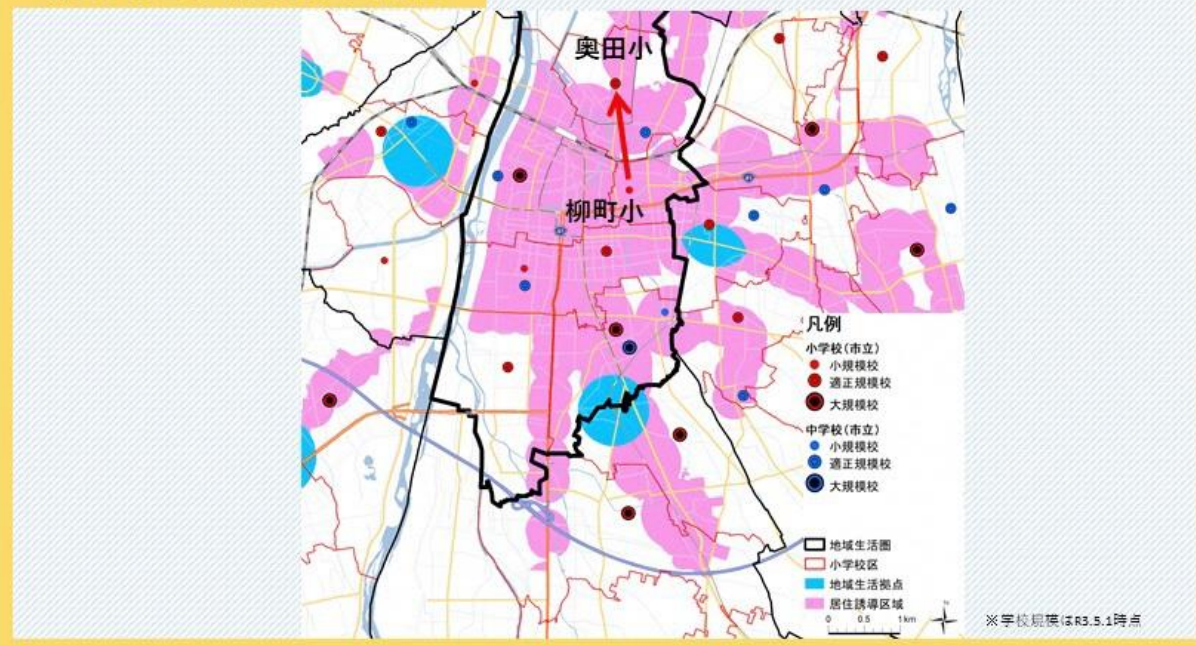 奥田小
柳町小
凡例
小学校(市立)
小規模校
適正規模校
大規模校
中学校(市立)
小規模校
適正規模校
大規模校
地域生活圏
小学校区
地域生活拠点
居住誘導区域
0 0.5 1km
※学校規模はR3.5.1時点